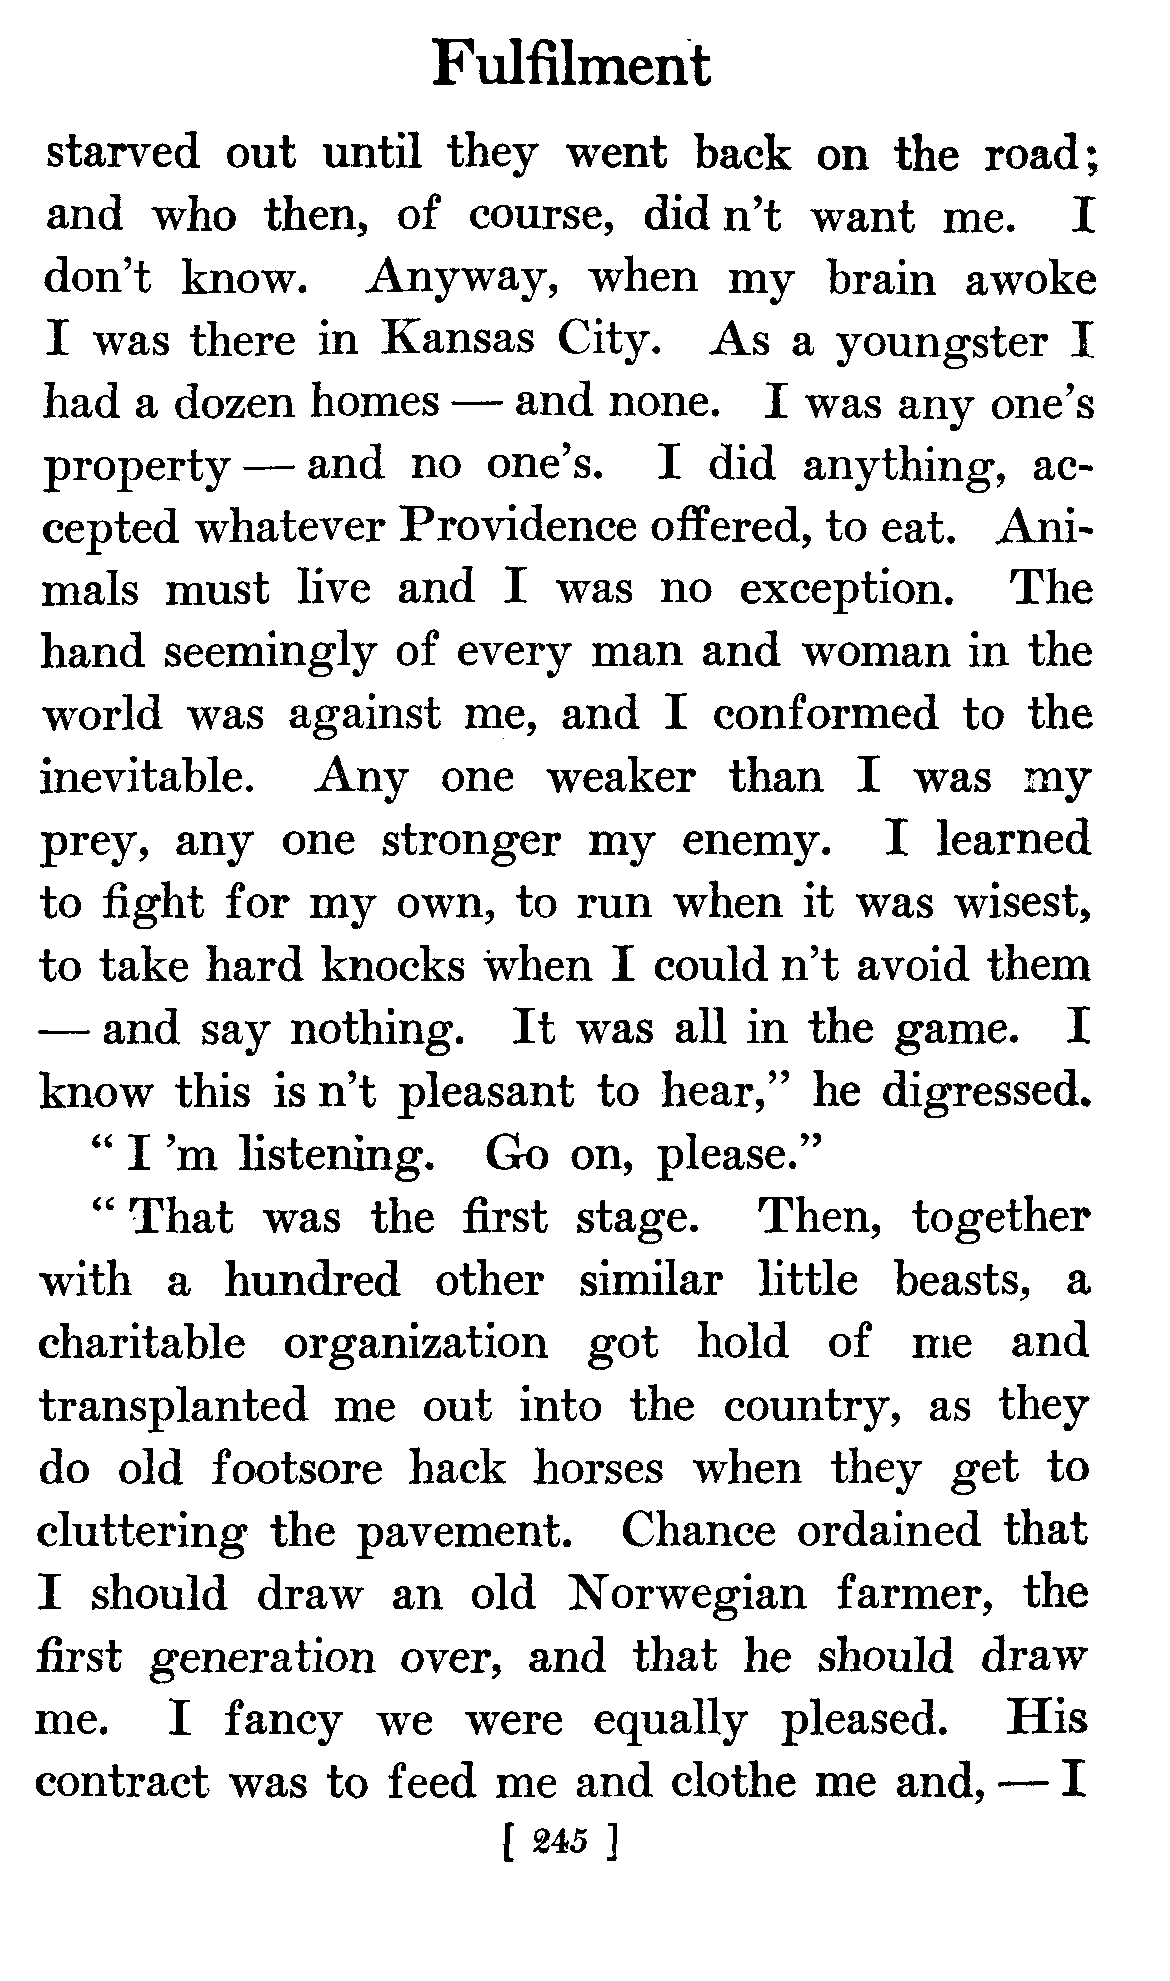 Fulfilment
starved out until they went back on the road;
and who then, of course, did n't want me. I
don't know. Anyway, when my brain awoke
I was there in Kansas City. As a youngster I
had a dozen homes — and none. I was any one's
property — and no one's. I did anything, ac-
cepted whatever Providence offered, to eat. Ani-
mals must live and I was no exception. The
hand seemingly of every man and woman in the
world was against me, and I conformed to the
inevitable. Any one weaker than I was my
prey, any one stronger my enemy. I learned
to fight for my own, to run when it was wisest,
to take hard knocks when I could n't avoid them
— and say nothing. It was all in the game. I
know this is n't pleasant to hear,” he digressed.
“ I 'm listening. Go on, please.”
“ That was the first stage. Then, together
with a hundred other similar little beasts, a
charitable organization got hold of me and
transplanted me out into the country, as they
do old footsore hack horses when they get to
cluttering the pavement. Chance ordained that
I should draw an old Norwegian farmer, the
first generation over, and that he should draw
me. I fancy we were equally pleased. His
contract was to feed me and clothe me and, — I
[ 245 ]